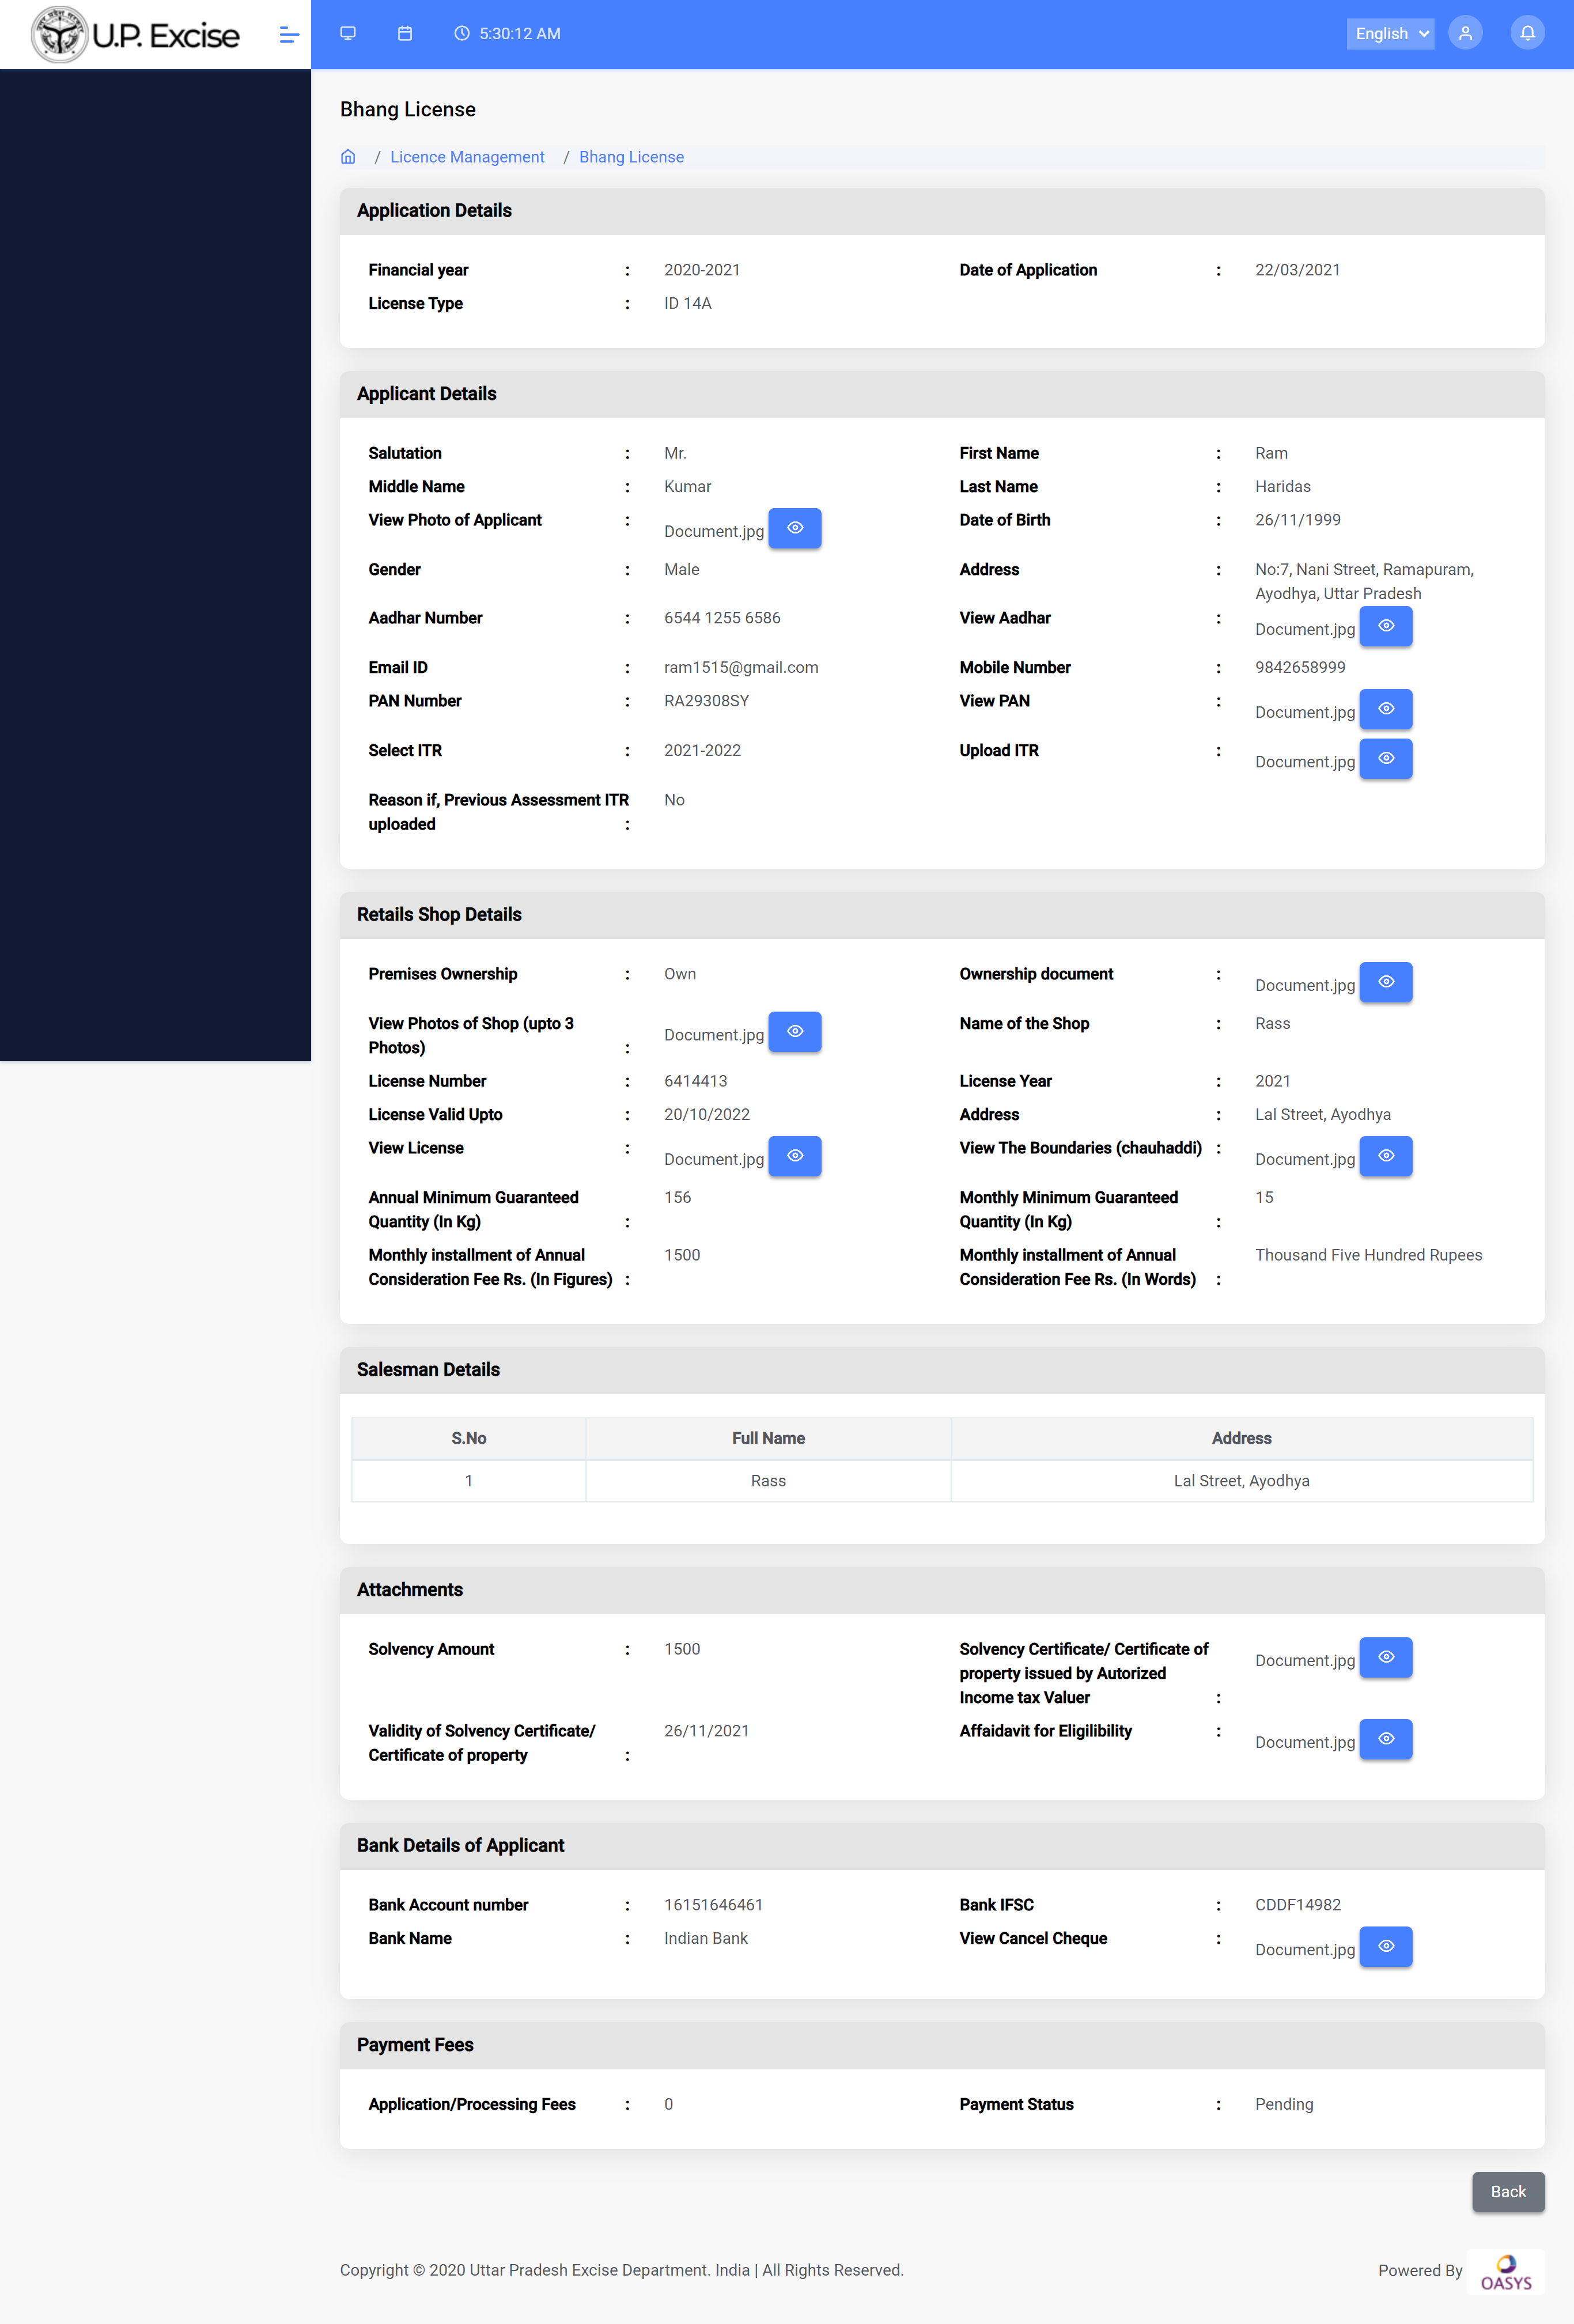 U.P. Excise
5:30:12 AM
English
Bhang License
/ Licence Management / Bhang License
Application Details
Financial year : 2020-2021 Date of Application : 22/03/2021
License Type : ID 14A
Applicant Details
Salutation : Mr. First Name : Ram
Middle Name : Kumar Last Name : Haridas
View Photo of Applicant : Document.jpg Date of Birth : 26/11/1999
Gender : Male Address : No:7, Nani Street, Ramapuram,
Ayodhya, Uttar Pradesh
Aadhar Number : 6544 1255 6586 View Aadhar : Document.jpg
Email ID : ram1515@gmail.com Mobile Number : 9842658999
PAN Number : RA29308SY View PAN : Document.jpg
Select ITR : 2021-2022 Upload ITR : Document.jpg
Reason if, Previous Assessment ITR No
uploaded :
Retails Shop Details
Premises Ownership : Own Ownership document : Document.jpg
View Photos of Shop (upto 3 Document.jpg Name of the Shop : Rass
Photos) :
License Number : 6414413 License Year : 2021
License Valid Upto : 20/10/2022 Address : Lal Street, Ayodhya
View License : Document.jpg View The Boundaries (chauhaddi) : Document.jpg
Annual Minimum Guaranteed 156 Monthly Minimum Guaranteed 15
Quantity (In Kg) : Quantity (In Kg) :
Monthly installment of Annual 1500 Monthly installment of Annual Thousand Five Hundred Rupees
Consideration Fee Rs. (In Figures) : Consideration Fee Rs. (In Words) :
Salesman Details
S.No Full Name Address
1 Rass Lal Street, Ayodhya
Attachments
Solvency Amount : 1500 Solvency Certificate/ Certificate of Document.jpg
property issued by Autorized
Income tax Valuer :
Validity of Solvency Certificate/ 26/11/2021 Affaidavit for Eligilibility : Document.jpg
Certificate of property :
Bank Details of Applicant
Bank Account number : 16151646461 Bank IFSC : CDDF14982
Bank Name : Indian Bank View Cancel Cheque : Document.jpg
Payment Fees
Application/Processing Fees : 0 Payment Status : Pending
Back
Copyright © 2020 Uttar Pradesh Excise Department. India | All Rights Reserved. Powered By OASYS